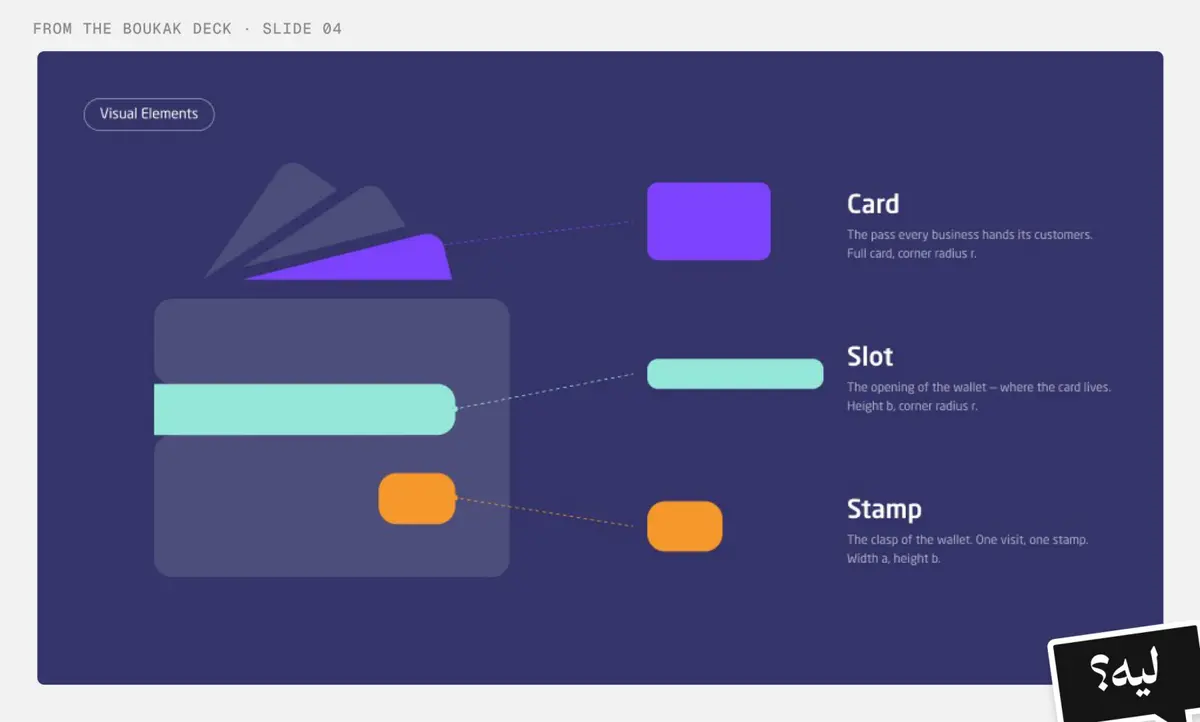 FROM THE BOUKAK DECK · SLIDE 04
Visual Elements
Card
The pass every business hands its customers.
Full card, corner radius r.
Slot
The opening of the wallet – where the card lives.
Height b, corner radius r.
Stamp
The clasp of the wallet. One visit, one stamp.
Width a, height b.
ليه؟